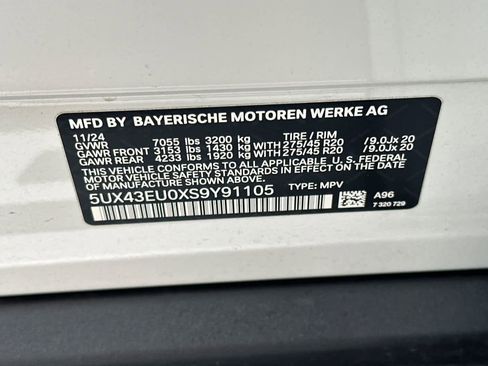 MFD BY BAYERISCHE MOTOREN WERKE AG
11/24
GVWR 7055 lbs 3200 kg TIRE / RIM
GAWR FRONT 3153 lbs 1430 kg WITH 275/45 R20 /9.0Jx 20
GAWR REAR 4233 lbs 1920 kg WITH 275/45 R20 /9.0Jx 20
THIS VEHICLE CONFORMS TO ALL APPLICABLE U.S. FEDERAL
MOTOR VEHICLE SAFETY STANDARDS IN EFFECT ON THE
DATE OF MANUFACTURE SHOWN ABOVE.
5UX43EU0XS9Y91105 TYPE: MPV A96
7 320 729